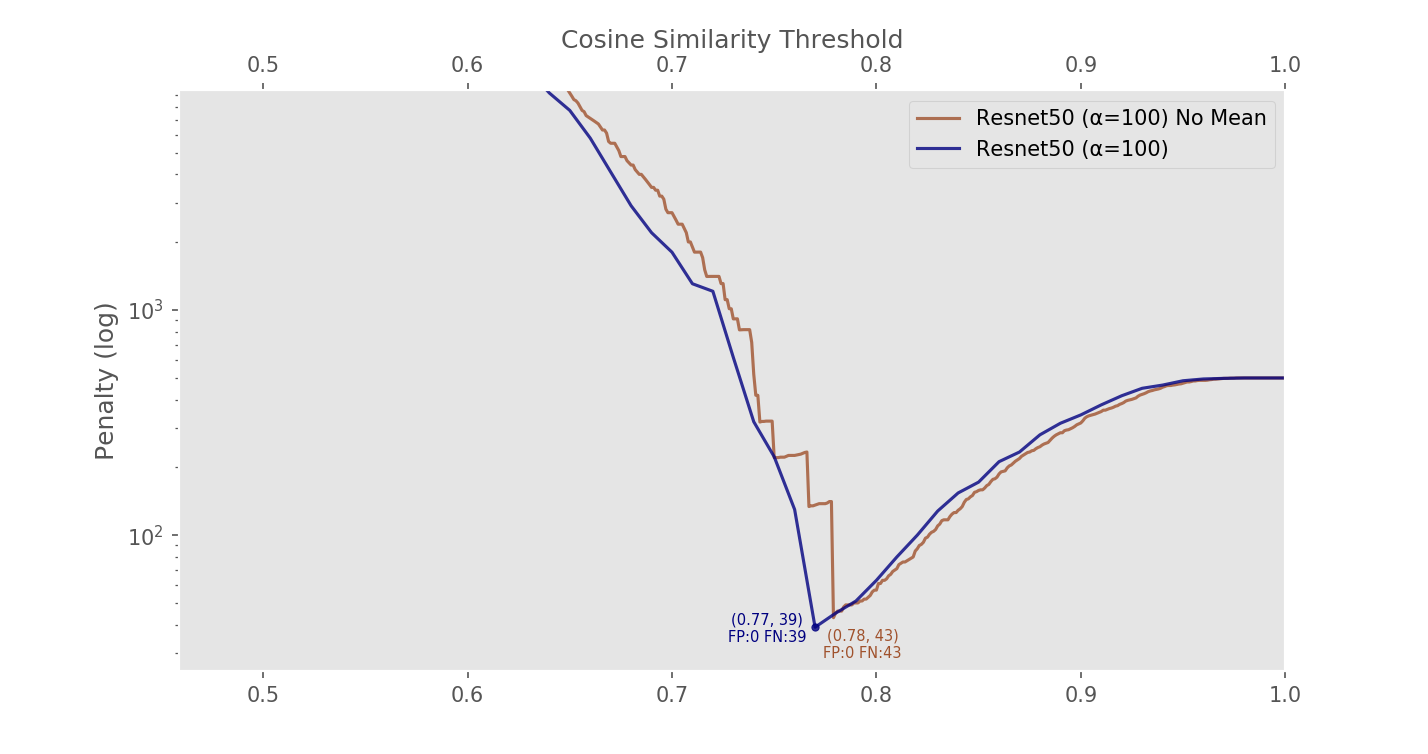 Cosine Similarity Threshold
0.5 0.6 0.7 0.8 0.9 1.0
Resnet50 (α=100) No Mean
Resnet50 (α=100)
Penalty (log)
10³
10²
(0.77, 39)
FP:0 FN:39
(0.78, 43)
FP:0 FN:43
0.5 0.6 0.7 0.8 0.9 1.0